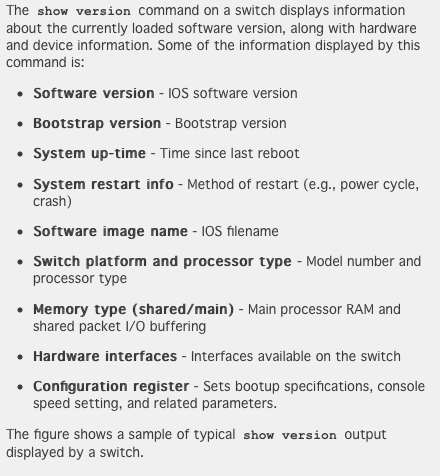 The show version command on a switch displays information
about the currently loaded software version, along with hardware
and device information. Some of the information displayed by this
command is:
• Software version - IOS software version
• Bootstrap version - Bootstrap version
• System up-time - Time since last reboot
• System restart info - Method of restart (e.g., power cycle,
crash)
• Software image name - IOS filename
• Switch platform and processor type - Model number and
processor type
• Memory type (shared/main) - Main processor RAM and
shared packet I/O buffering
• Hardware interfaces - Interfaces available on the switch
• Configuration register - Sets bootup specifications, console
speed setting, and related parameters.
The figure shows a sample of typical show version output
displayed by a switch.